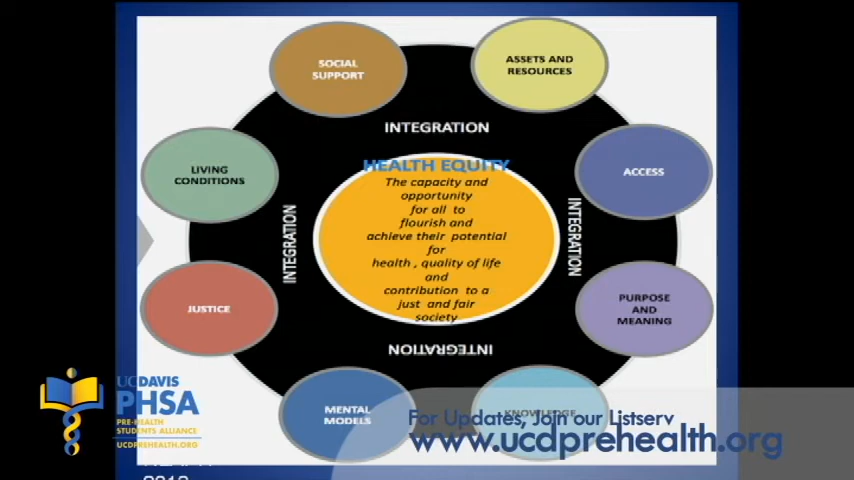 SOCIAL
SUPPORT
ASSETS AND
RESOURCES
INTEGRATION
LIVING
CONDITIONS
HEALTH EQUITY
ACCESS
The capacity and
opportunity
for all to
flourish and
achieve their potential
for
health , quality of life
and
contribution to a
just and fair
society
INTEGRATION
INTEGRATION
JUSTICE
PURPOSE
AND
MEANING
INTEGRATION
MENTAL
MODELS
KNOWLEDGE
UCDAVIS
PHSA
PRE-HEALTH
STUDENTS ALLIANCE
UCDPREHEALTH.ORG
For Updates, Join our Listserv
www.ucdprehealth.org